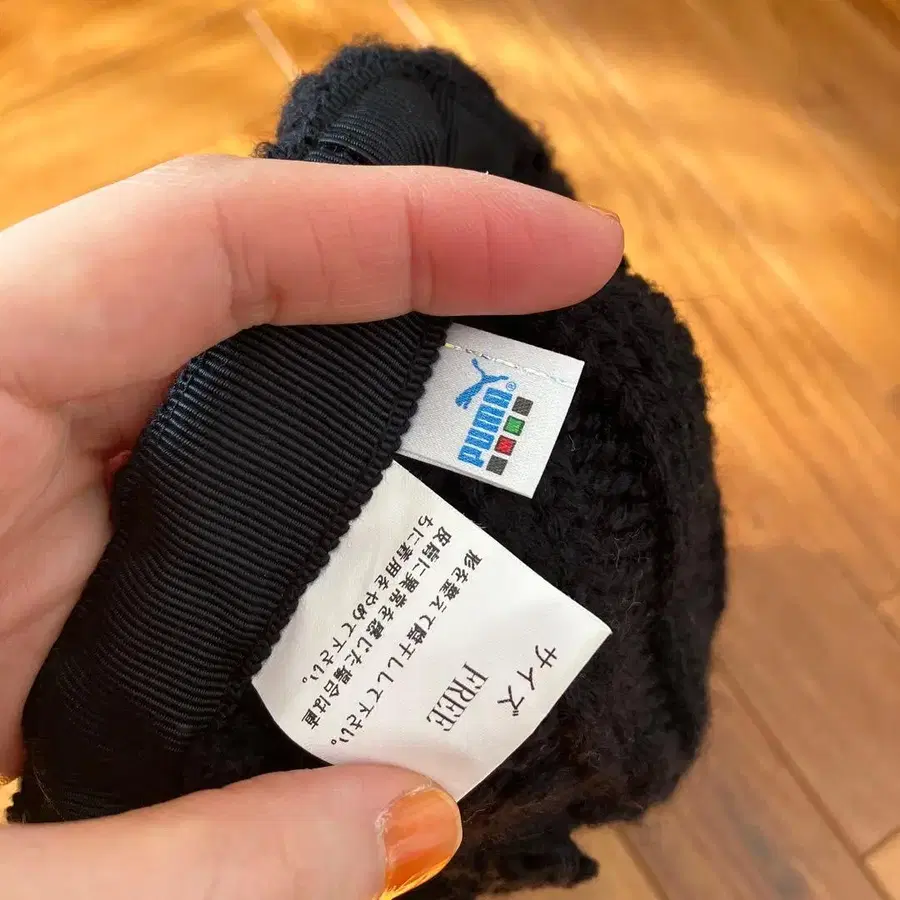 PUMA®
サイズ
FREE
形を整えて陰干しして下さい。
皮膚に異常を感じた場合は直
ちに着用をやめて下さい。